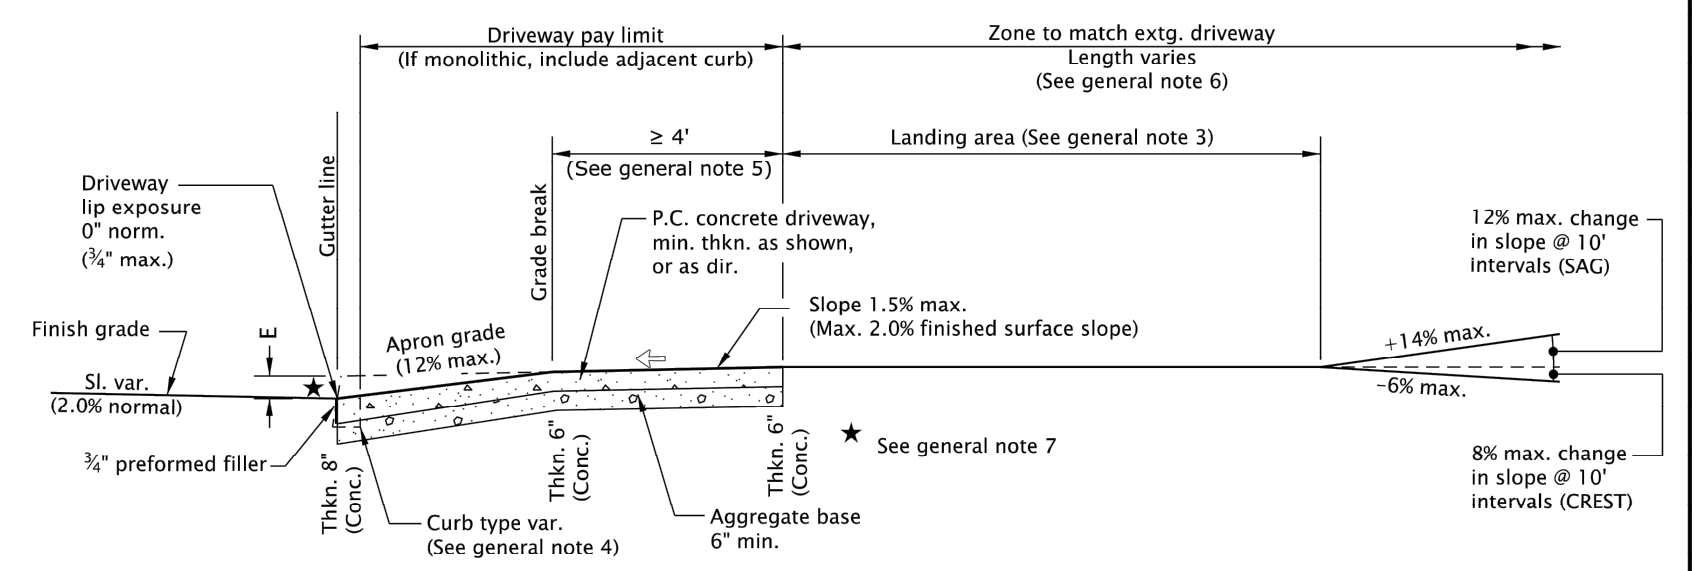 Driveway pay limit
(If monolithic, include adjacent curb)
Zone to match extg. driveway
Length varies
(See general note 6)
≥ 4'
(See general note 5)
Landing area (See general note 3)
Driveway
lip exposure
0" norm.
(¾" max.)
Gutter line
Grade break
P.C. concrete driveway,
min. thkn. as shown,
or as dir.
12% max. change
in slope @ 10'
intervals (SAG)
Slope 1.5% max.
(Max. 2.0% finished surface slope)
Finish grade
E
Apron grade
(12% max.)
+14% max.
-6% max.
Sl. var.
(2.0% normal)
★
¾" preformed filler
Thkn. 8"
(Conc.)
Thkn. 6"
(Conc.)
Thkn. 6"
(Conc.)
★ See general note 7
8% max. change
in slope @ 10'
intervals (CREST)
Curb type var.
(See general note 4)
Aggregate base
6" min.